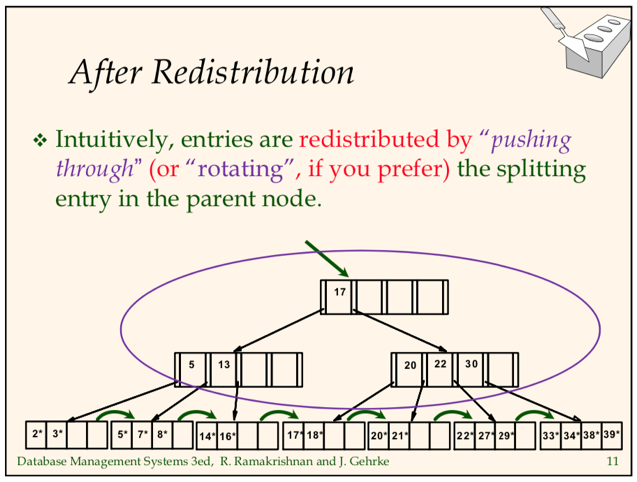 After Redistribution
❖ Intuitively, entries are redistributed by “pushing
through” (or “rotating”, if you prefer) the splitting
entry in the parent node.
17
5 13
20 22 30
2* 3* 5* 7* 8* 14* 16* 17* 18* 20* 21* 22* 27* 29* 33* 34* 38* 39*
Database Management Systems 3ed, R. Ramakrishnan and J. Gehrke 11